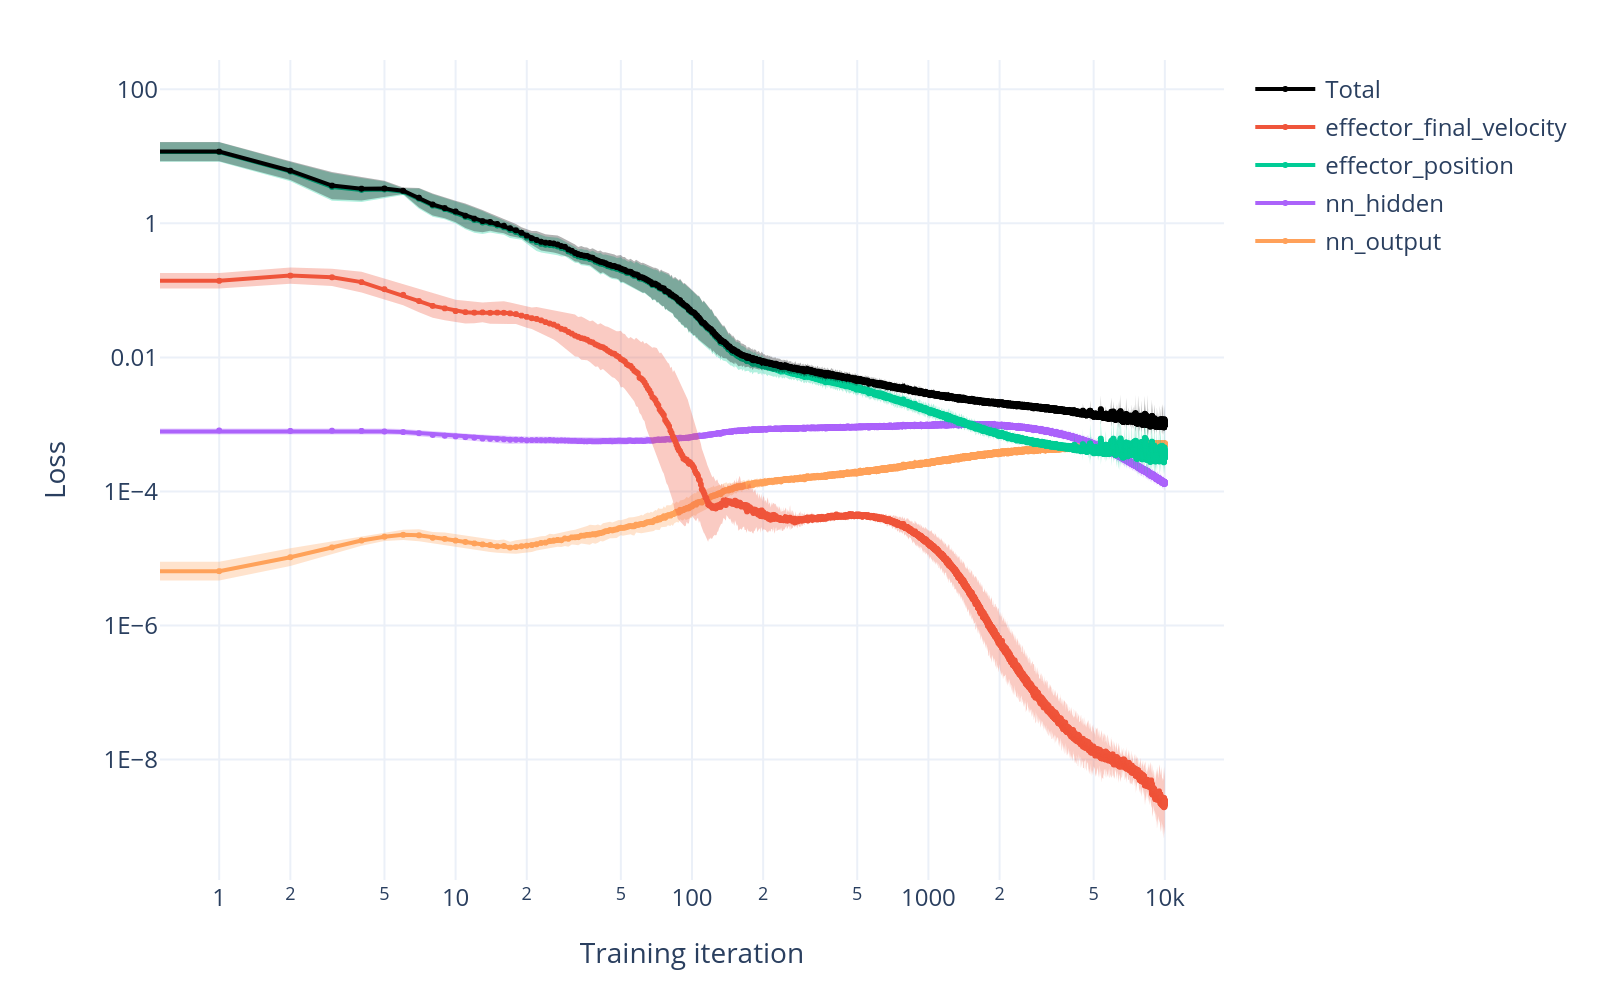 100
1
0.01
1E−4
1E−6
1E−8
Loss
1 2 5 10 2 5 100 2 5 1000 2 5 10k
Training iteration
Total
effector_final_velocity
effector_position
nn_hidden
nn_output